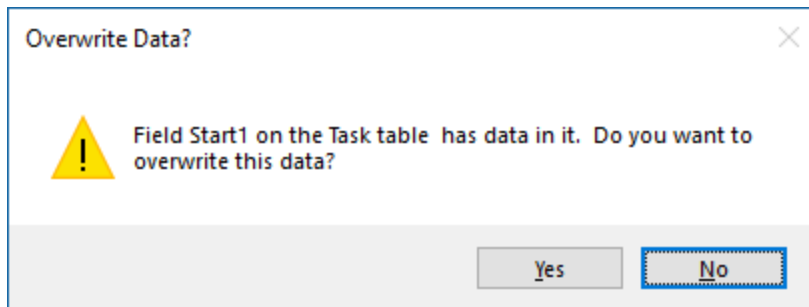 Overwrite Data?
Field Start1 on the Task table  has data in it.  Do you want to
overwrite this data?
Yes
No